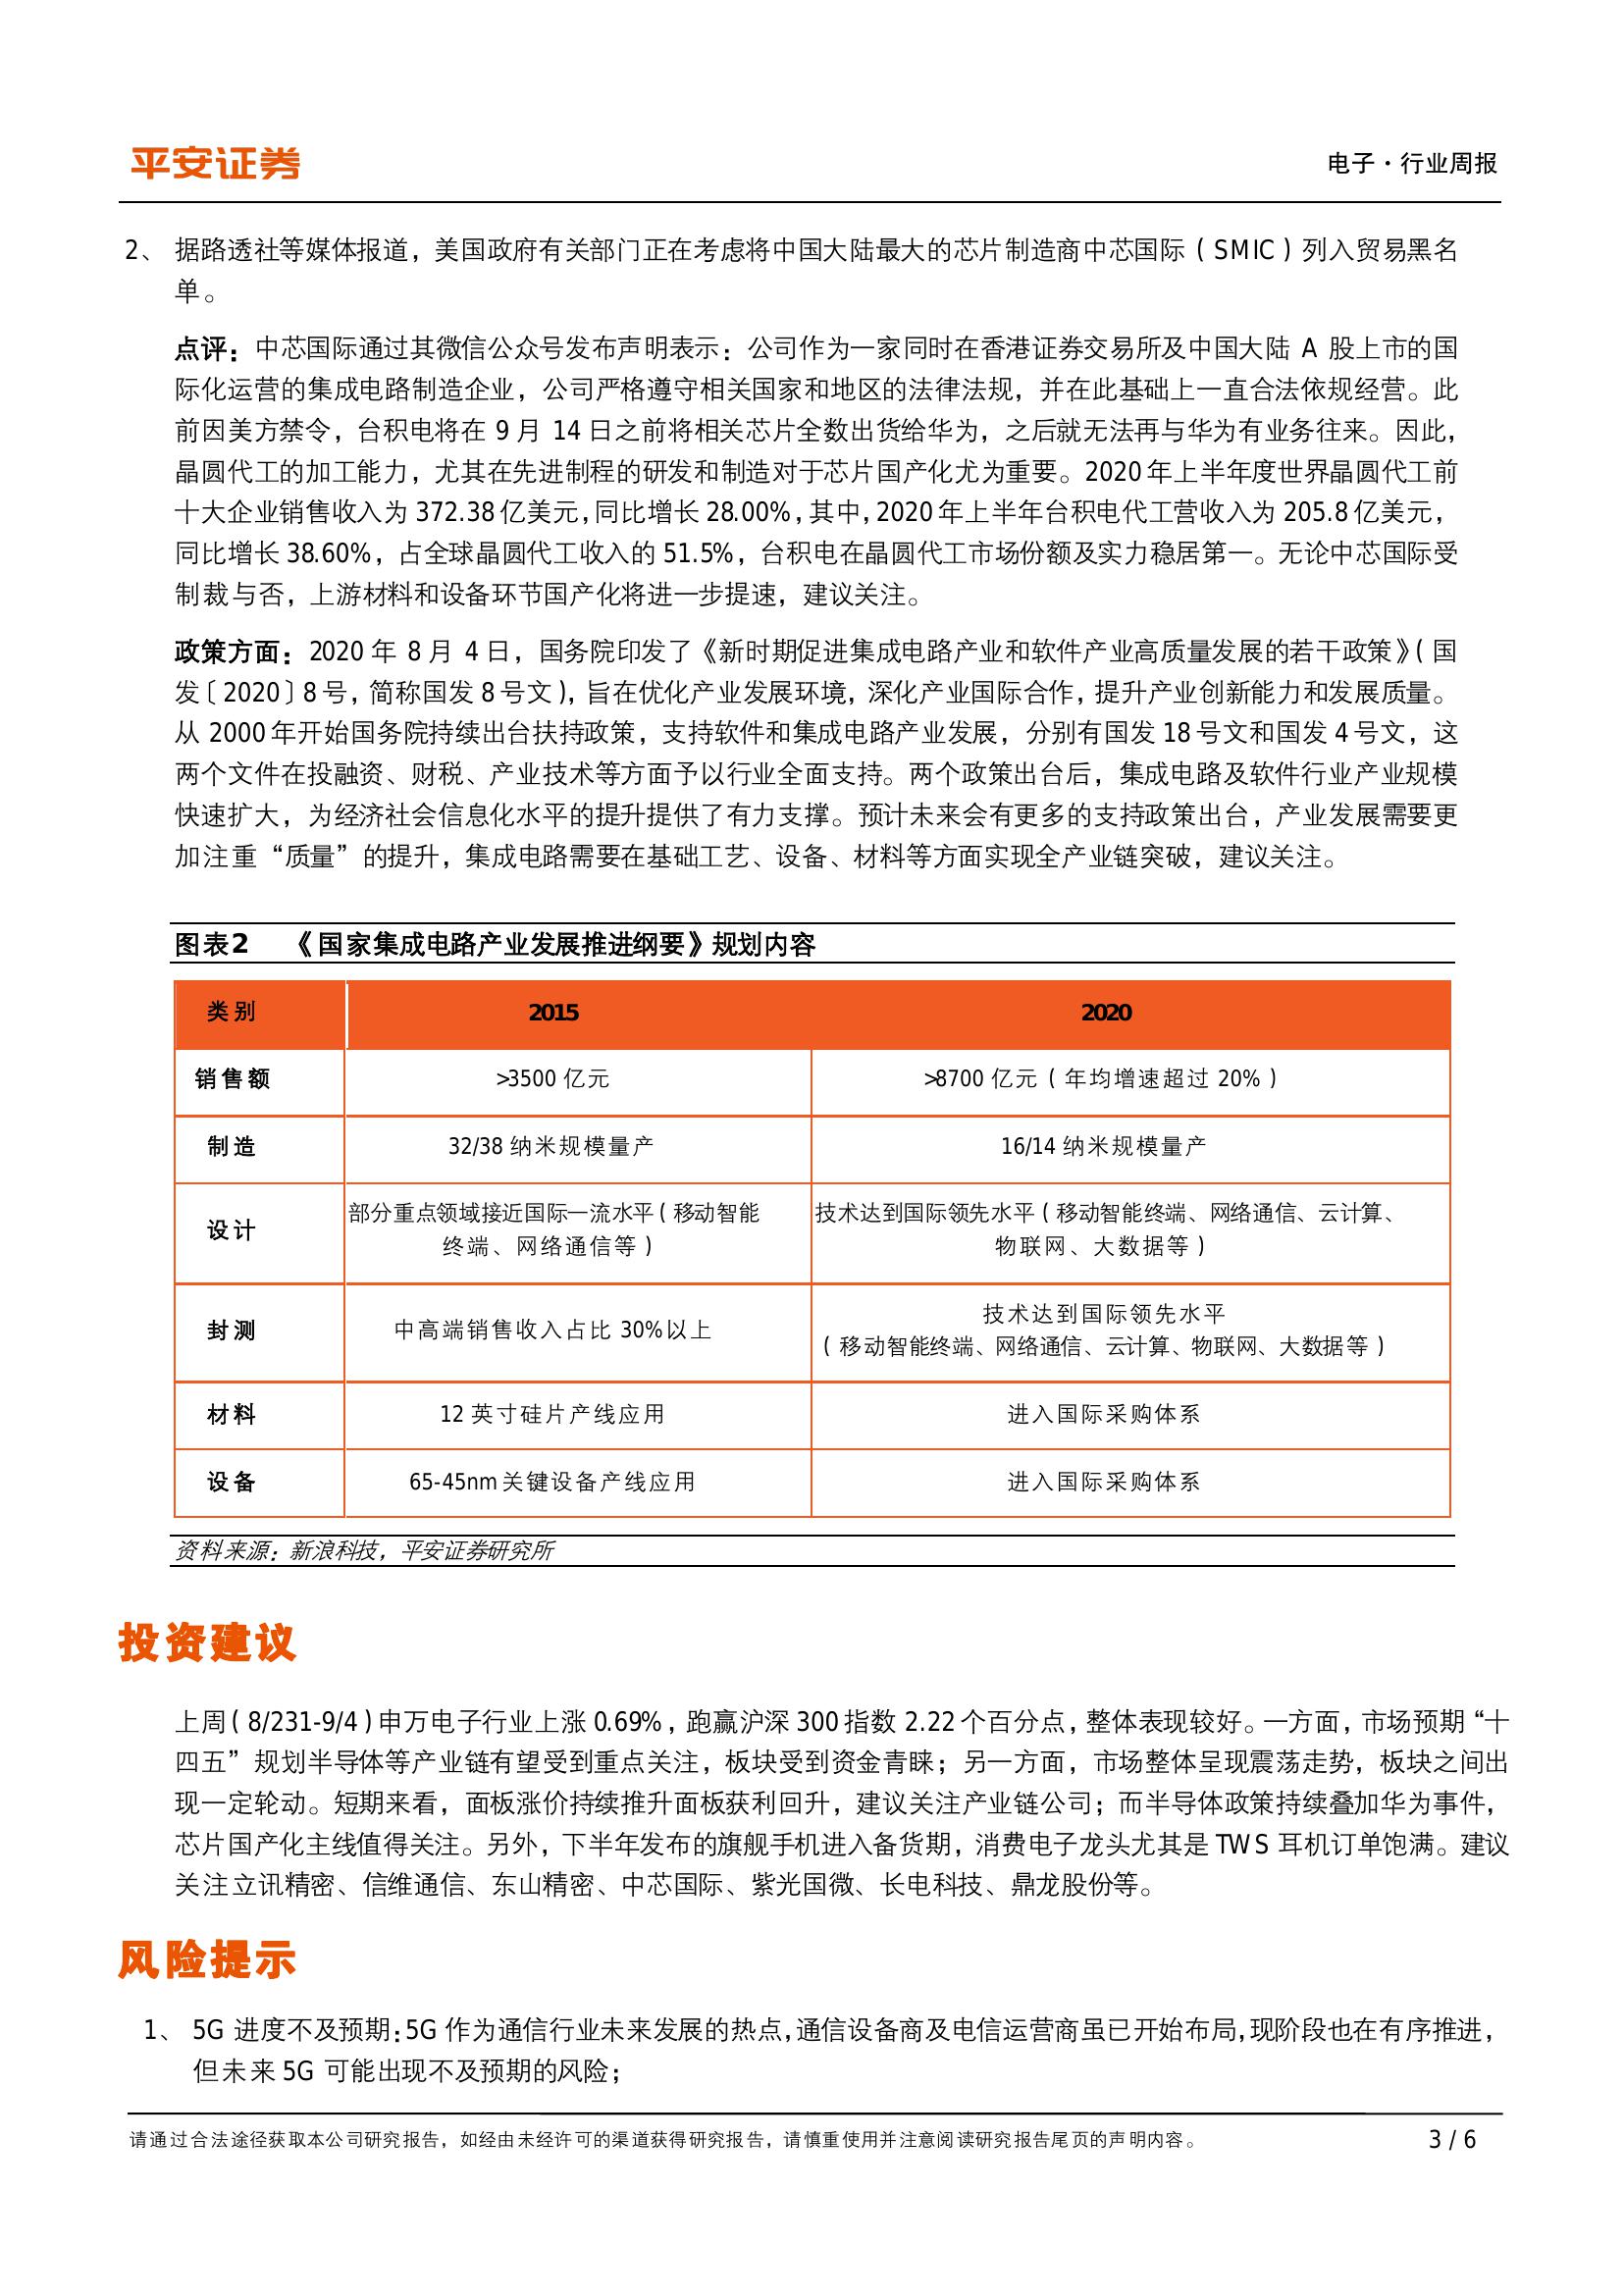 平安证券
电子·行业周报
2、 据路透社等媒体报道，美国政府有关部门正在考虑将中国大陆最大的芯片制造商中芯国际（SMIC）列入贸易黑名
单。
点评：中芯国际通过其微信公众号发布声明表示：公司作为一家同时在香港证券交易所及中国大陆 A 股上市的国
际化运营的集成电路制造企业，公司严格遵守相关国家和地区的法律法规，并在此基础上一直合法依规经营。此
前因美方禁令，台积电将在 9 月 14 日之前将相关芯片全数出货给华为，之后就无法再与华为有业务往来。因此，
晶圆代工的加工能力，尤其在先进制程的研发和制造对于芯片国产化尤为重要。2020 年上半年度世界晶圆代工前
十大企业销售收入为 372.38 亿美元，同比增长 28.00%，其中，2020 年上半年台积电代工营收入为 205.8 亿美元，
同比增长 38.60%，占全球晶圆代工收入的 51.5%，台积电在晶圆代工市场份额及实力稳居第一。无论中芯国际受
制裁与否，上游材料和设备环节国产化将进一步提速，建议关注。
政策方面：2020 年 8 月 4 日，国务院印发了《新时期促进集成电路产业和软件产业高质量发展的若干政策》（国
发〔2020〕8 号，简称国发 8 号文），旨在优化产业发展环境，深化产业国际合作，提升产业创新能力和发展质量。
从 2000 年开始国务院持续出台扶持政策，支持软件和集成电路产业发展，分别有国发 18 号文和国发 4 号文，这
两个文件在投融资、财税、产业技术等方面予以行业全面支持。两个政策出台后，集成电路及软件行业产业规模
快速扩大，为经济社会信息化水平的提升提供了有力支撑。预计未来会有更多的支持政策出台，产业发展需要更
加注重“质量”的提升，集成电路需要在基础工艺、设备、材料等方面实现全产业链突破，建议关注。
图表2 《国家集成电路产业发展推进纲要》规划内容
类别 2015 2020
销售额 >3500 亿元 >8700 亿元（年均增速超过 20%）
制造 32/38 纳米规模量产 16/14 纳米规模量产
设计 部分重点领域接近国际一流水平（移动智能 技术达到国际领先水平（移动智能终端、网络通信、云计算、
终端、网络通信等） 物联网、大数据等）
封测 中高端销售收入占比 30%以上 技术达到国际领先水平
（移动智能终端、网络通信、云计算、物联网、大数据等）
材料 12 英寸硅片产线应用 进入国际采购体系
设备 65-45nm 关键设备产线应用 进入国际采购体系
资料来源：新浪科技，平安证券研究所
投资建议
上周（8/231-9/4）申万电子行业上涨 0.69%，跑赢沪深 300 指数 2.22 个百分点，整体表现较好。一方面，市场预期“十
四五”规划半导体等产业链有望受到重点关注，板块受到资金青睐；另一方面，市场整体呈现震荡走势，板块之间出
现一定轮动。短期来看，面板涨价持续推升面板获利回升，建议关注产业链公司；而半导体政策持续叠加华为事件，
芯片国产化主线值得关注。另外，下半年发布的旗舰手机进入备货期，消费电子龙头尤其是 TWS 耳机订单饱满。建议
关注立讯精密、信维通信、东山精密、中芯国际、紫光国微、长电科技、鼎龙股份等。
风险提示
1、 5G 进度不及预期：5G 作为通信行业未来发展的热点，通信设备商及电信运营商虽已开始布局，现阶段也在有序推进，
但未来 5G 可能出现不及预期的风险；
请通过合法途径获取本公司研究报告，如经由未经许可的渠道获得研究报告，请慎重使用并注意阅读研究报告尾页的声明内容。
3 / 6